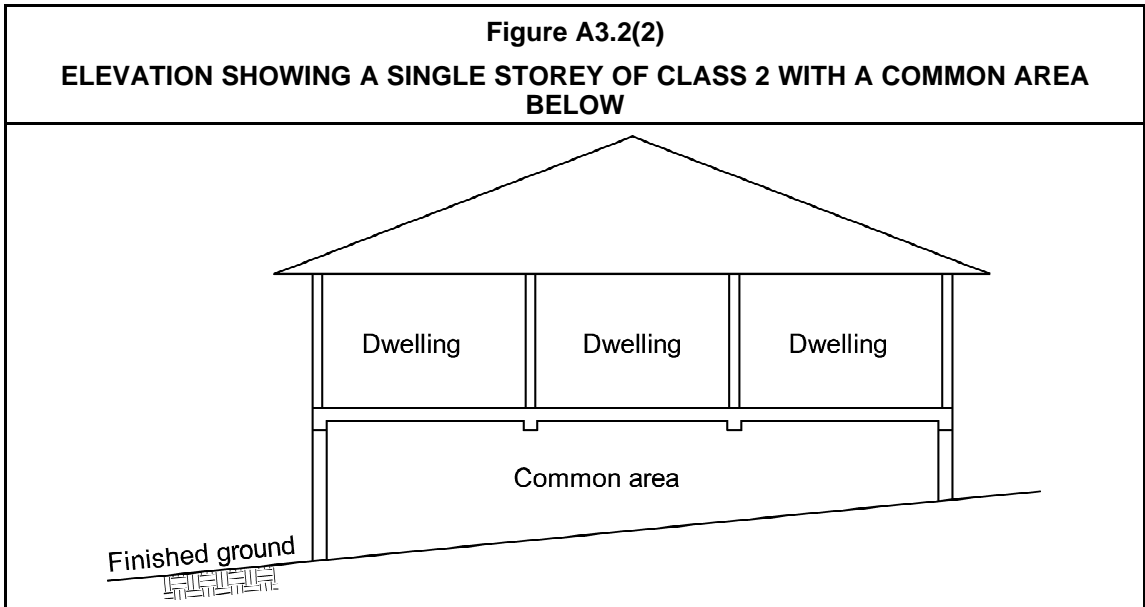 Figure A3.2(2)
ELEVATION SHOWING A SINGLE STOREY OF CLASS 2 WITH A COMMON AREA
BELOW
Dwelling Dwelling Dwelling
Common area
Finished ground